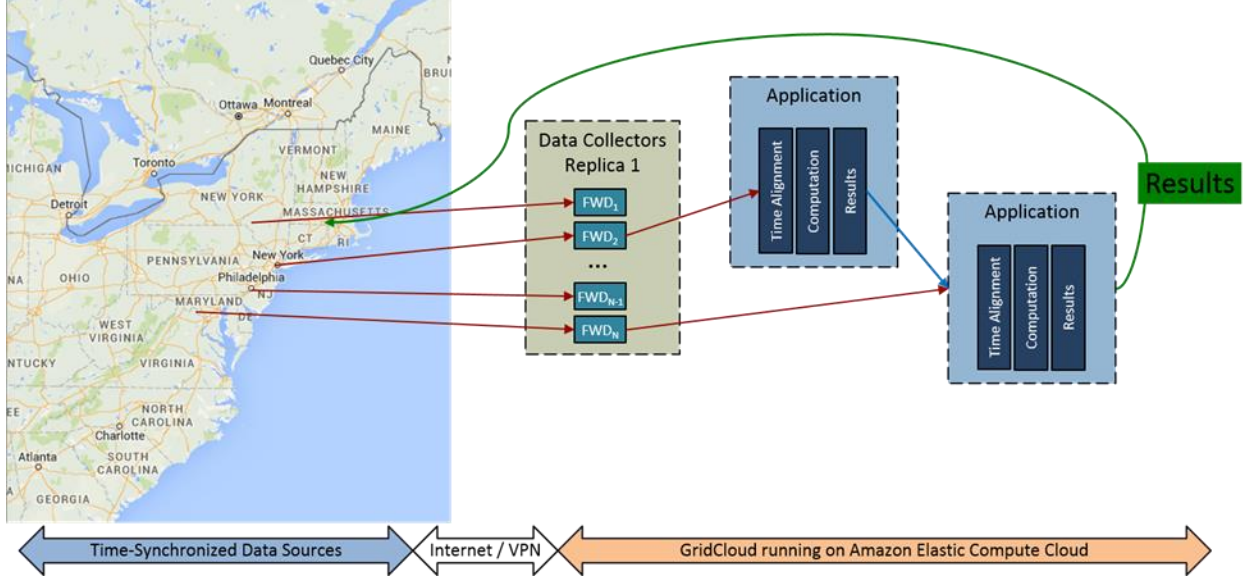 Quebec City
BRU
Ottawa
Montreal
MAINE
VERMONT
Toronto
MICHIGAN
NEW
HAMPSHIRE
NEW YORK
Detroit
MASSACHUSETTS
CT
RI
New York
PENNSYLVANIA
OHIO
Philadelphia
NA
NJ
MARYLAND
DE
WEST
VIRGINIA
NTUCKY
VIRGINIA
EE
NORTH
CAROLINA
Charlotte
Atlanta
SOUTH
CAROLINA
GEORGIA
Data Collectors
Replica 1
FWD1
FWD2
...
FWDN-1
FWDN
Application
Time Alignment
Computation
Results
Application
Time Alignment
Computation
Results
Results
Time-Synchronized Data Sources
Internet / VPN
GridCloud running on Amazon Elastic Compute Cloud